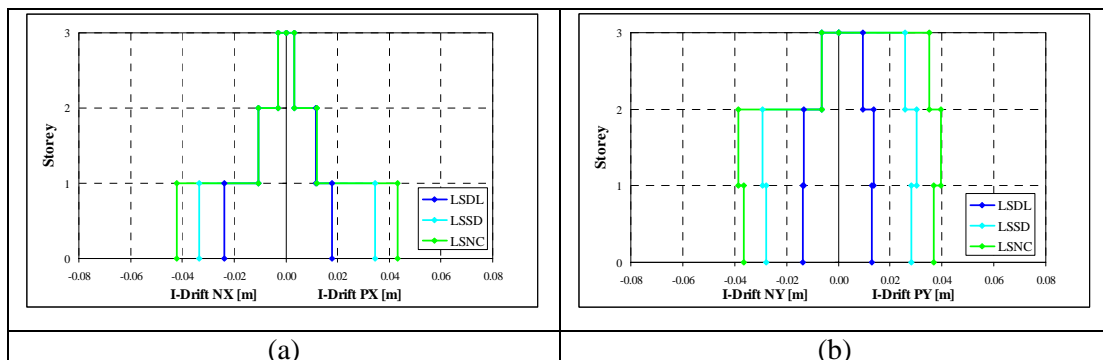 3
2
1
0
Storey
-0.08 -0.06 -0.04 -0.02 0.00 0.02 0.04 0.06 0.08
I-Drift NX [m] I-Drift PX [m]
LSDL
LSSD
LSNC
(a)
3
2
1
0
Storey
-0.08 -0.06 -0.04 -0.02 0.00 0.02 0.04 0.06 0.08
I-Drift NY [m] I-Drift PY [m]
LSDL
LSSD
LSNC
(b)